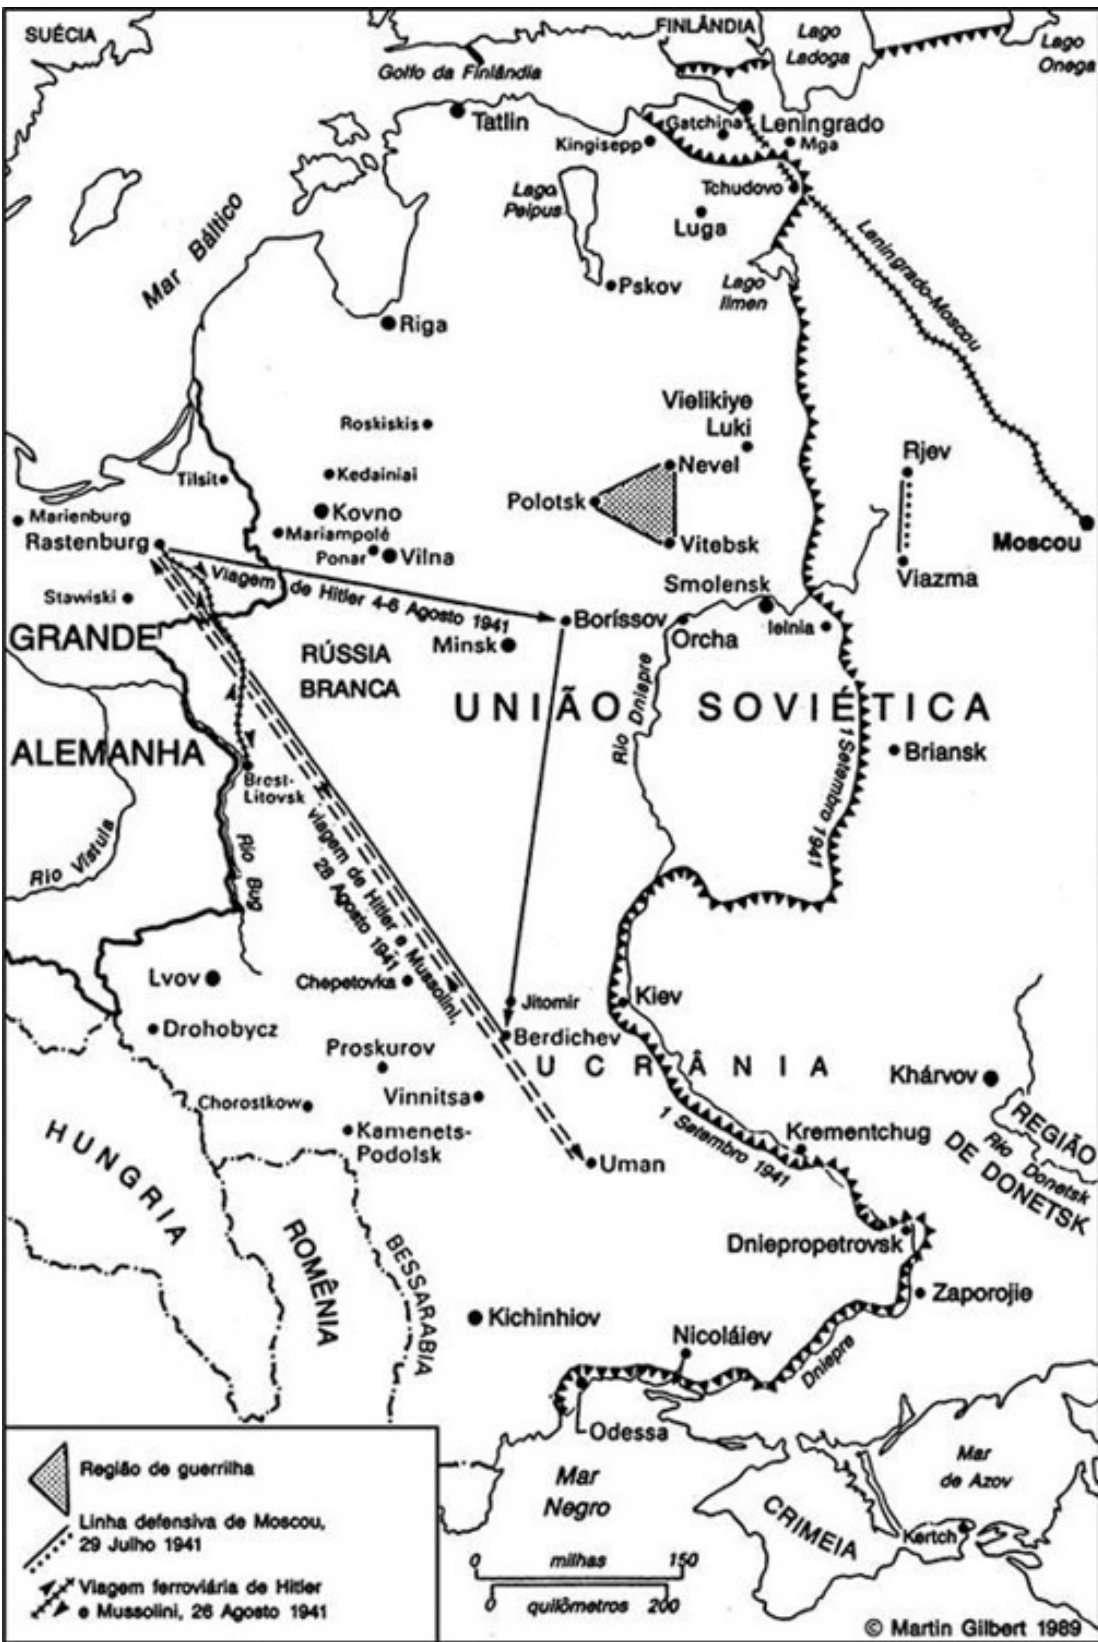 SUÉCIA
FINLÂNDIA
Lago
Ladoga
Lago
Onega
Golfo da Finlândia
Tatlin
Kingisepp
Gatchina
Leningrado
Mga
Tchudovo
Lago
Peipus
Luga
Mar Báltico
Pskov
Lago
Ilmen
Leningrado-Moscou
Riga
Vielikiye
Luki
Roskiskis
Rjev
Tilsit
Kedainiai
Nevel
Polotsk
Marienburg
Kovno
Rastenburg
Mariampolé
Ponar
Vilna
Vitebsk
Moscou
Viagem de Hitler 4-6 Agosto 1941
Smolensk
Viazma
Stawiski
Boríssov
Orcha
Ielnia
GRANDE
ALEMANHA
Minsk
RÚSSIA
BRANCA
Rio Dniepre
UNIÃO SOVIÉTICA
Briansk
1 Setembro 1941
Brest-
Litovsk
viagem de Hitler e Mussolini,
28 Agosto 1941
Rio Vístula
Rio Bug
Lvov
Chepetovka
Jitomir
Kiev
Drohobycz
Berdichev
Proskurov
UCRÂNIA
Khárvov
Vinnitsa
Chorostkow
1 Setembro 1941
REGIÃO
DE DONETSK
Rio Donetsk
HUNGRIA
Kamenets-
Podolsk
Krementchug
Uman
ROMÊNIA
BESSARABIA
Dniepropetrovsk
Zaporojie
Kichinhiov
Nicoláiev
Dniepre
Odessa
Mar
Negro
Mar
de Azov
CRIMEIA
Kertch
Região de guerrilha
Linha defensiva de Moscou,
29 Julho 1941
Viagem ferroviária de Hitler
e Mussolini, 26 Agosto 1941
0 milhas 150
0 quilômetros 200
© Martin Gilbert 1989